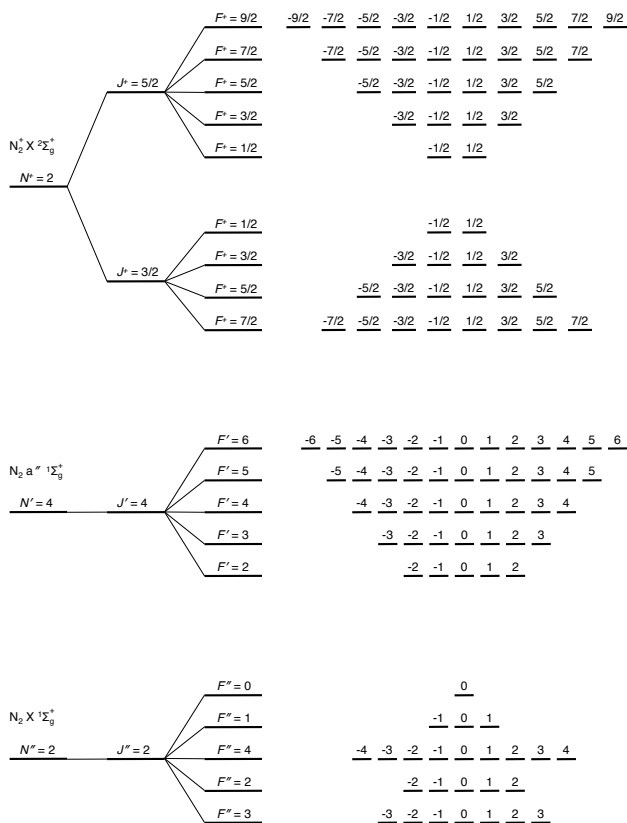 F⁺ = 9/2 -9/2 -7/2 -5/2 -3/2 -1/2 1/2 3/2 5/2 7/2 9/2
F⁺ = 7/2 -7/2 -5/2 -3/2 -1/2 1/2 3/2 5/2 7/2
J⁺ = 5/2 F⁺ = 5/2 -5/2 -3/2 -1/2 1/2 3/2 5/2
F⁺ = 3/2 -3/2 -1/2 1/2 3/2
N₂⁺ X ²Σg⁺ F⁺ = 1/2 -1/2 1/2
N⁺ = 2
F⁺ = 1/2 -1/2 1/2
F⁺ = 3/2 -3/2 -1/2 1/2 3/2
J⁺ = 3/2 F⁺ = 5/2 -5/2 -3/2 -1/2 1/2 3/2 5/2
F⁺ = 7/2 -7/2 -5/2 -3/2 -1/2 1/2 3/2 5/2 7/2
F′ = 6 -6 -5 -4 -3 -2 -1 0 1 2 3 4 5 6
N₂ a″ ¹Σg⁺ F′ = 5 -5 -4 -3 -2 -1 0 1 2 3 4 5
N′ = 4 J′ = 4 F′ = 4 -4 -3 -2 -1 0 1 2 3 4
F′ = 3 -3 -2 -1 0 1 2 3
F′ = 2 -2 -1 0 1 2
F″ = 0 0
N₂ X ¹Σg⁺ F″ = 1 -1 0 1
N″ = 2 J″ = 2 F″ = 4 -4 -3 -2 -1 0 1 2 3 4
F″ = 2 -2 -1 0 1 2
F″ = 3 -3 -2 -1 0 1 2 3